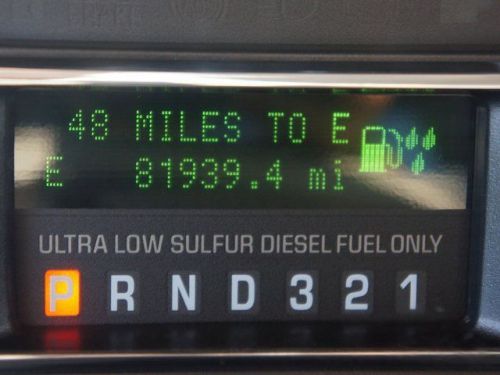 48 MILES TO E
E 81939.4 mi
ULTRA LOW SULFUR DIESEL FUEL ONLY
P R N D 3 2 1